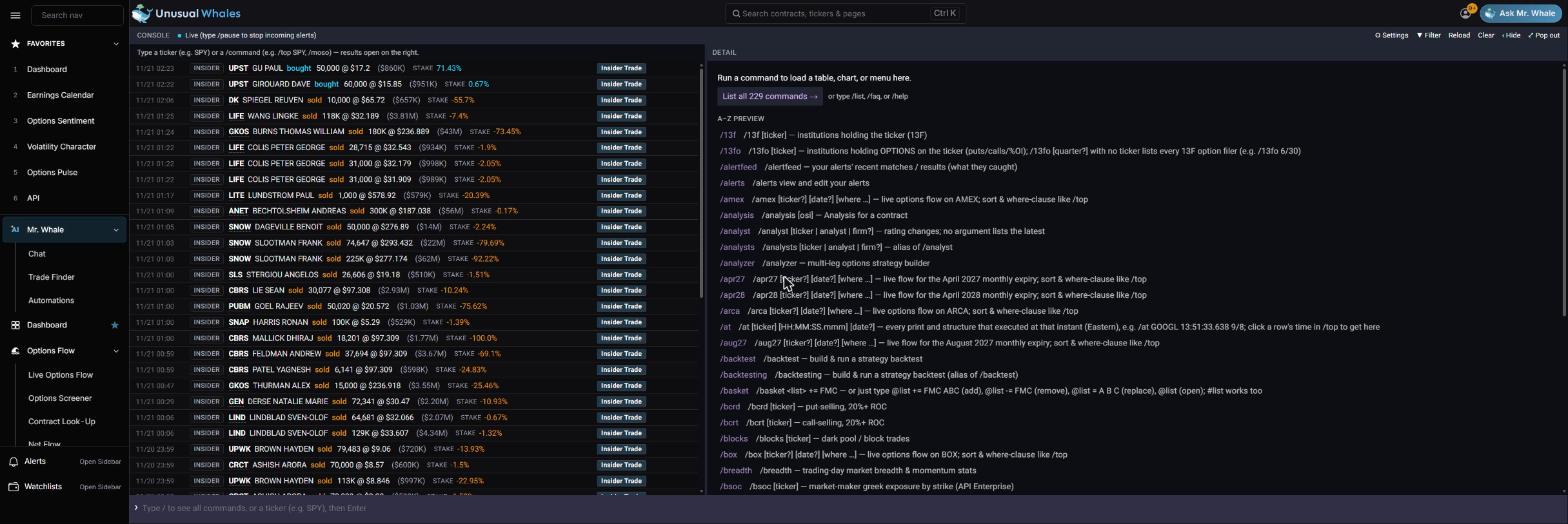 Search nav
Unusual Whales
Search contracts, tickers & pages Ctrl K
9+
Ask Mr. Whale
FAVORITES
1 Dashboard
2 Earnings Calendar
3 Options Sentiment
4 Volatility Character
5 Options Pulse
6 API
AI Mr. Whale
Chat
Trade Finder
Automations
Dashboard
Options Flow
Live Options Flow
Options Screener
Contract Look-Up
Net Flow
Alerts Open Sidebar
Watchlists Open Sidebar
CONSOLE Live (type /pause to stop incoming alerts)
Settings Filter Reload Clear ‹ Hide Pop out
Type a ticker (e.g. SPY) or a /command (e.g. /top SPY, /moso) — results open on the right.
11/21 02:23 INSIDER UPST GU PAUL bought 50,000 @ $17.2 ($860K) STAKE 71.43% Insider Trade
11/21 02:22 INSIDER UPST GIROUARD DAVE bought 60,000 @ $15.85 ($951K) STAKE 0.67% Insider Trade
11/21 02:06 INSIDER DK SPIEGEL REUVEN sold 10,000 @ $65.72 ($657K) STAKE -55.7% Insider Trade
11/21 01:25 INSIDER LIFE WANG LINGKE sold 118K @ $32.189 ($3.81M) STAKE -7.4% Insider Trade
11/21 01:24 INSIDER GKOS BURNS THOMAS WILLIAM sold 180K @ $236.889 ($43M) STAKE -73.45% Insider Trade
11/21 01:22 INSIDER LIFE COLIS PETER GEORGE sold 28,715 @ $32.543 ($934K) STAKE -1.9% Insider Trade
11/21 01:22 INSIDER LIFE COLIS PETER GEORGE sold 31,000 @ $32.179 ($998K) STAKE -2.05% Insider Trade
11/21 01:22 INSIDER LIFE COLIS PETER GEORGE sold 31,000 @ $31.909 ($989K) STAKE -2.05% Insider Trade
11/21 01:17 INSIDER LITE LUNDSTROM PAUL sold 1,000 @ $578.92 ($579K) STAKE -20.39% Insider Trade
11/21 01:09 INSIDER ANET BECHTOLSHEIM ANDREAS sold 300K @ $187.038 ($56M) STAKE -0.17% Insider Trade
11/21 01:05 INSIDER SNOW DAGEVILLE BENOIT sold 50,000 @ $276.89 ($14M) STAKE -2.24% Insider Trade
11/21 01:03 INSIDER SNOW SLOOTMAN FRANK sold 74,647 @ $293.432 ($22M) STAKE -79.69% Insider Trade
11/21 01:03 INSIDER SNOW SLOOTMAN FRANK sold 225K @ $277.174 ($62M) STAKE -92.22% Insider Trade
11/21 01:00 INSIDER SLS STERGIOU ANGELOS sold 26,606 @ $19.18 ($510K) STAKE -1.51% Insider Trade
11/21 01:00 INSIDER CBRS LIE SEAN sold 30,077 @ $97.308 ($2.93M) STAKE -10.24% Insider Trade
11/21 01:00 INSIDER PUBM GOEL RAJEEV sold 50,020 @ $20.572 ($1.03M) STAKE -75.62% Insider Trade
11/21 01:00 INSIDER SNAP HARRIS RONAN sold 100K @ $5.29 ($529K) STAKE -1.39% Insider Trade
11/21 01:00 INSIDER CBRS MALLICK DHIRAJ sold 18,201 @ $97.309 ($1.77M) STAKE -100.0% Insider Trade
11/21 00:59 INSIDER CBRS FELDMAN ANDREW sold 37,694 @ $97.309 ($3.67M) STAKE -69.1% Insider Trade
11/21 00:59 INSIDER CBRS PATEL YAGNESH sold 6,141 @ $97.309 ($598K) STAKE -24.83% Insider Trade
11/21 00:47 INSIDER GKOS THURMAN ALEX sold 15,000 @ $236.918 ($3.55M) STAKE -25.46% Insider Trade
11/21 00:29 INSIDER GEN DERSE NATALIE MARIE sold 72,341 @ $30.47 ($2.20M) STAKE -10.93% Insider Trade
11/21 00:06 INSIDER LIND LINDBLAD SVEN-OLOF sold 64,681 @ $32.066 ($2.07M) STAKE -0.67% Insider Trade
11/21 00:06 INSIDER LIND LINDBLAD SVEN-OLOF sold 129K @ $33.607 ($4.34M) STAKE -1.32% Insider Trade
11/20 23:59 INSIDER UPWK BROWN HAYDEN sold 79,483 @ $9.06 ($720K) STAKE -13.93% Insider Trade
11/20 23:59 INSIDER CRCT ASHISH ARORA sold 70,000 @ $8.57 ($600K) STAKE -1.5% Insider Trade
11/20 23:59 INSIDER UPWK BROWN HAYDEN sold 113K @ $8.846 ($997K) STAKE -22.95% Insider Trade
Type / to see all commands, or a ticker (e.g. SPY), then Enter
DETAIL
Run a command to load a table, chart, or menu here.
List all 229 commands → or type /list, /faq, or /help
A–Z PREVIEW
/13f /13f [ticker] — institutions holding the ticker (13F)
/13fo /13fo [ticker] — institutions holding OPTIONS on the ticker (puts/calls/%OI); /13fo [quarter?] with no ticker lists every 13F option filer (e.g. /13fo 6/30)
/alertfeed /alertfeed — your alerts' recent matches / results (what they caught)
/alerts /alerts view and edit your alerts
/amex /amex [ticker?] [date?] [where ...] — live options flow on AMEX; sort & where-clause like /top
/analysis /analysis [osi] — Analysis for a contract
/analyst /analyst [ticker | analyst | firm?] — rating changes; no argument lists the latest
/analysts /analysts [ticker | analyst | firm?] — alias of /analyst
/analyzer /analyzer — multi-leg options strategy builder
/apr27 /apr27 [ticker?] [date?] [where ...] — live flow for the April 2027 monthly expiry; sort & where-clause like /top
/apr28 /apr28 [ticker?] [date?] [where ...] — live flow for the April 2028 monthly expiry; sort & where-clause like /top
/arca /arca [ticker?] [date?] [where ...] — live options flow on ARCA; sort & where-clause like /top
/at /at [ticker] [HH:MM:SS.mmm] [date?] — every print and structure that executed at that instant (Eastern), e.g. /at GOOGL 13:51:33.638 9/8; click a row's time in /top to get here
/aug27 /aug27 [ticker?] [date?] [where ...] — live flow for the August 2027 monthly expiry; sort & where-clause like /top
/backtest /backtest — build & run a strategy backtest
/backtesting /backtesting — build & run a strategy backtest (alias of /backtest)
/basket /basket <list> += FMC — or just type @list += FMC ABC (add), @list -= FMC (remove), @list = A B C (replace), @list (open); #list works too
/bcrd /bcrd [ticker] — put-selling, 20%+ ROC
/bcrt /bcrt [ticker] — call-selling, 20%+ ROC
/blocks /blocks [ticker] — dark pool / block trades
/box /box [ticker?] [date?] [where ...] — live options flow on BOX; sort & where-clause like /top
/breadth /breadth — trading-day market breadth & momentum stats
/bsoc /bsoc [ticker] — market-maker greek exposure by strike (API Enterprise)